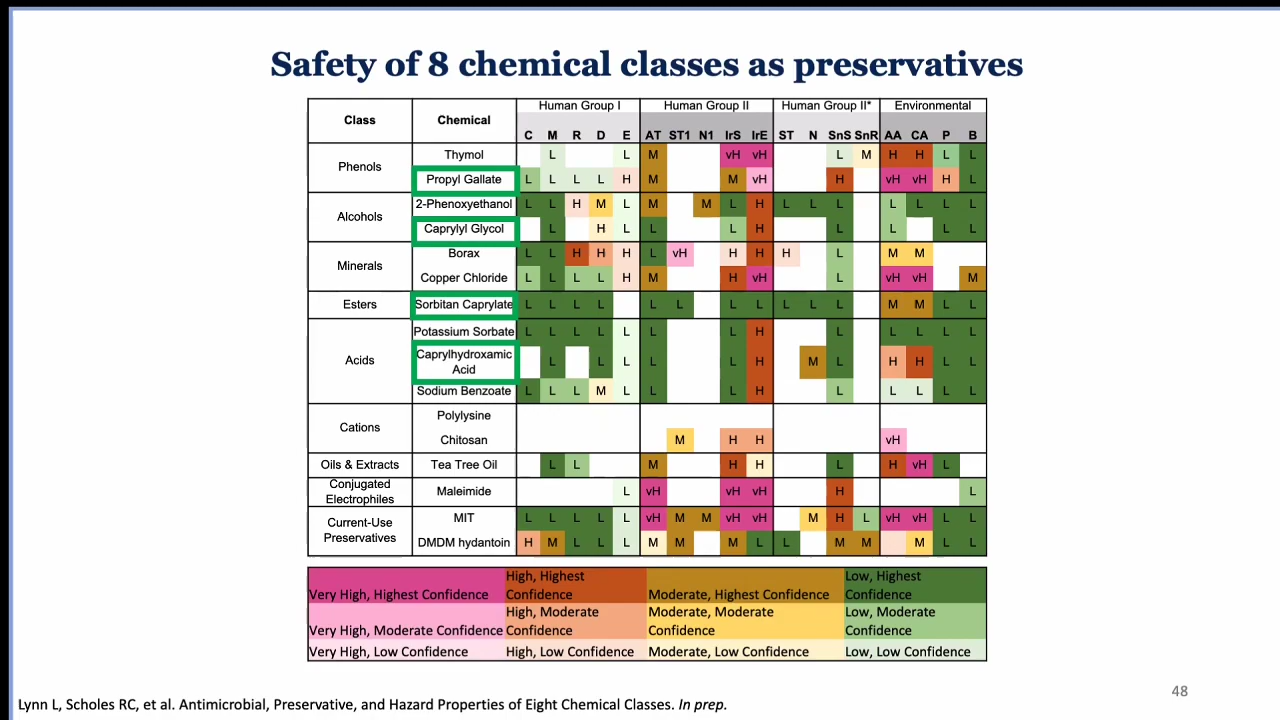 Safety of 8 chemical classes as preservatives
Class Chemical Human Group I Human Group II Human Group II* Environmental
C M R D E AT ST1 N1 IrS IrE ST N SnS SnR AA CA P B
Phenols
Thymol L L M vH vH L M H H L L
Propyl Gallate L L L L H M M vH H vH vH H L
Alcohols
2-Phenoxyethanol L L H M L M M L H L L L L L L L
Caprylyl Glycol L H L L L H L L L L
Minerals
Borax L L H H H L vH H H H L M M
Copper Chloride L L L L H M H vH L vH vH M
Esters
Sorbitan Caprylate L L L L L L L L L L L M M L L
Acids
Potassium Sorbate L L L L L L L H L L L L L
Caprylhydroxamic
Acid L L L L L H M L H H L L
Sodium Benzoate L L L M L L L H L L L L L
Cations
Polylysine
Chitosan M H H vH
Oils & Extracts Tea Tree Oil L L M H H L H vH L
Conjugated
Electrophiles
Maleimide L vH vH vH H L
Current-Use
Preservatives
MIT L L L L L vH M M vH vH M H L vH vH L L
DMDM hydantoin H M L L L M M M L L M M M L L
Very High, Highest Confidence
High, Highest
Confidence
Moderate, Highest Confidence
Low, Highest
Confidence
Very High, Moderate Confidence
High, Moderate
Confidence
Moderate, Moderate
Confidence
Low, Moderate
Confidence
Very High, Low Confidence
High, Low Confidence
Moderate, Low Confidence
Low, Low Confidence
48
Lynn L, Scholes RC, et al. Antimicrobial, Preservative, and Hazard Properties of Eight Chemical Classes. In prep.